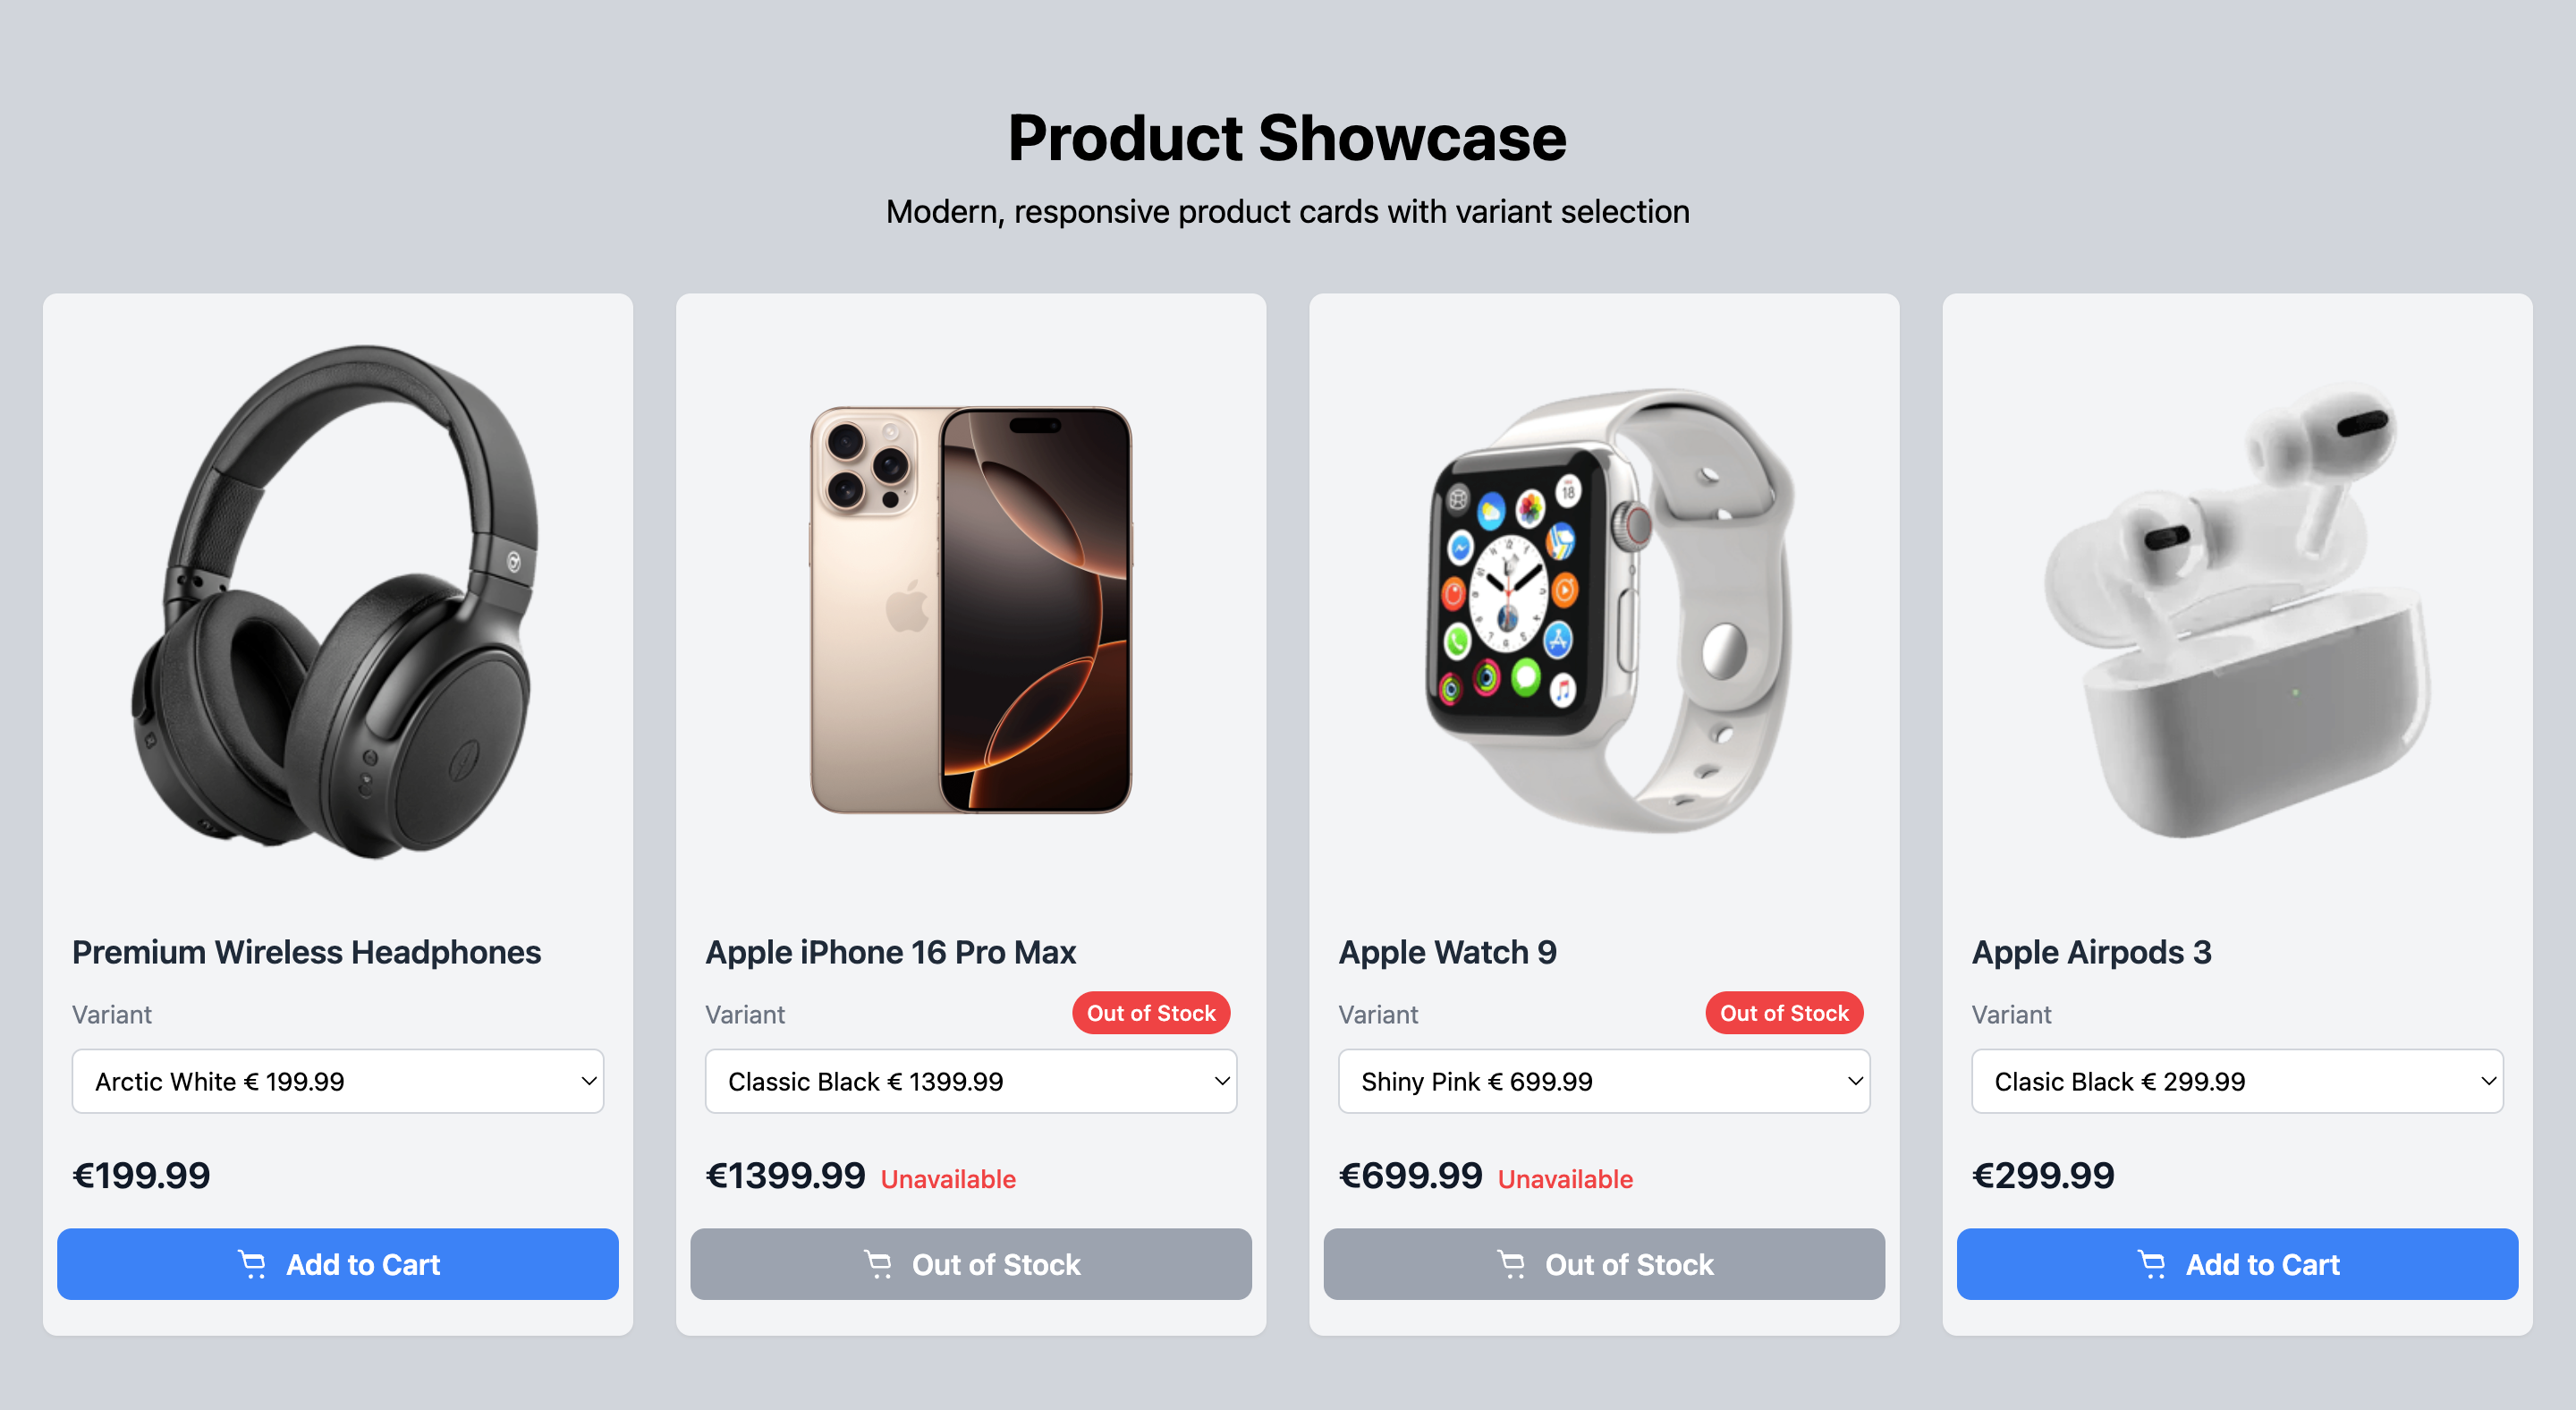 Product Showcase
Modern, responsive product cards with variant selection
Premium Wireless Headphones
Variant
Arctic White € 199.99
€199.99
Add to Cart
Apple iPhone 16 Pro Max
Variant
Out of Stock
Classic Black € 1399.99
€1399.99 Unavailable
Out of Stock
18
Apple Watch 9
Variant
Out of Stock
Shiny Pink € 699.99
€699.99 Unavailable
Out of Stock
Apple Airpods 3
Variant
Clasic Black € 299.99
€299.99
Add to Cart